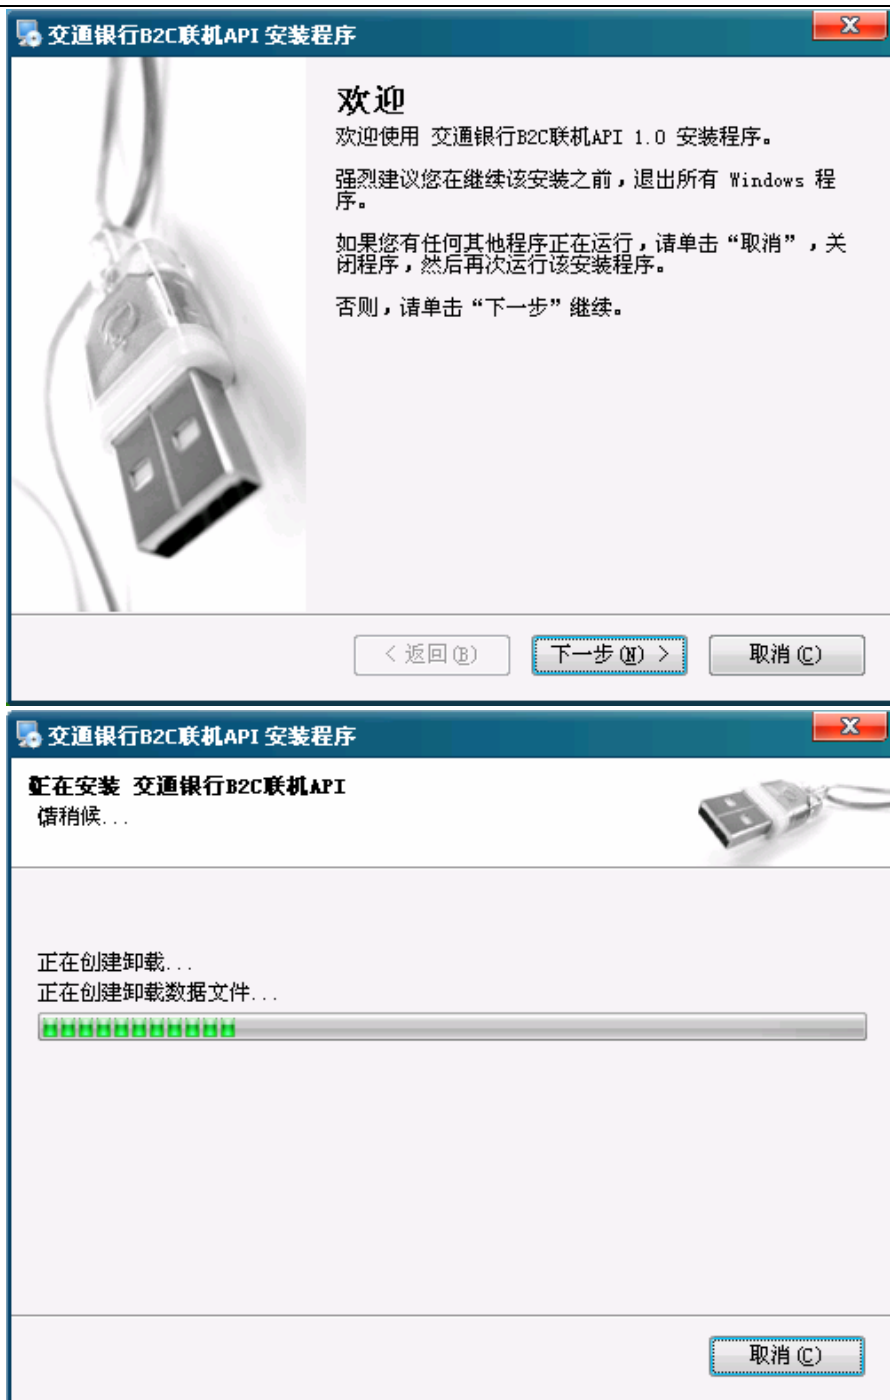 交通银行B2C联机API 安装程序
X
欢迎
欢迎使用 交通银行B2C联机API 1.0 安装程序。
强烈建议您在继续该安装之前，退出所有 Windows 程
序。
如果您有任何其他程序正在运行，请单击“取消”，关
闭程序，然后再次运行该安装程序。
否则，请单击“下一步”继续。
< 返回(B)
下一步(N) >
取消(C)
交通银行B2C联机API 安装程序
X
正在安装 交通银行B2C联机API
请稍候...
正在创建卸载...
正在创建卸载数据文件...
取消(C)